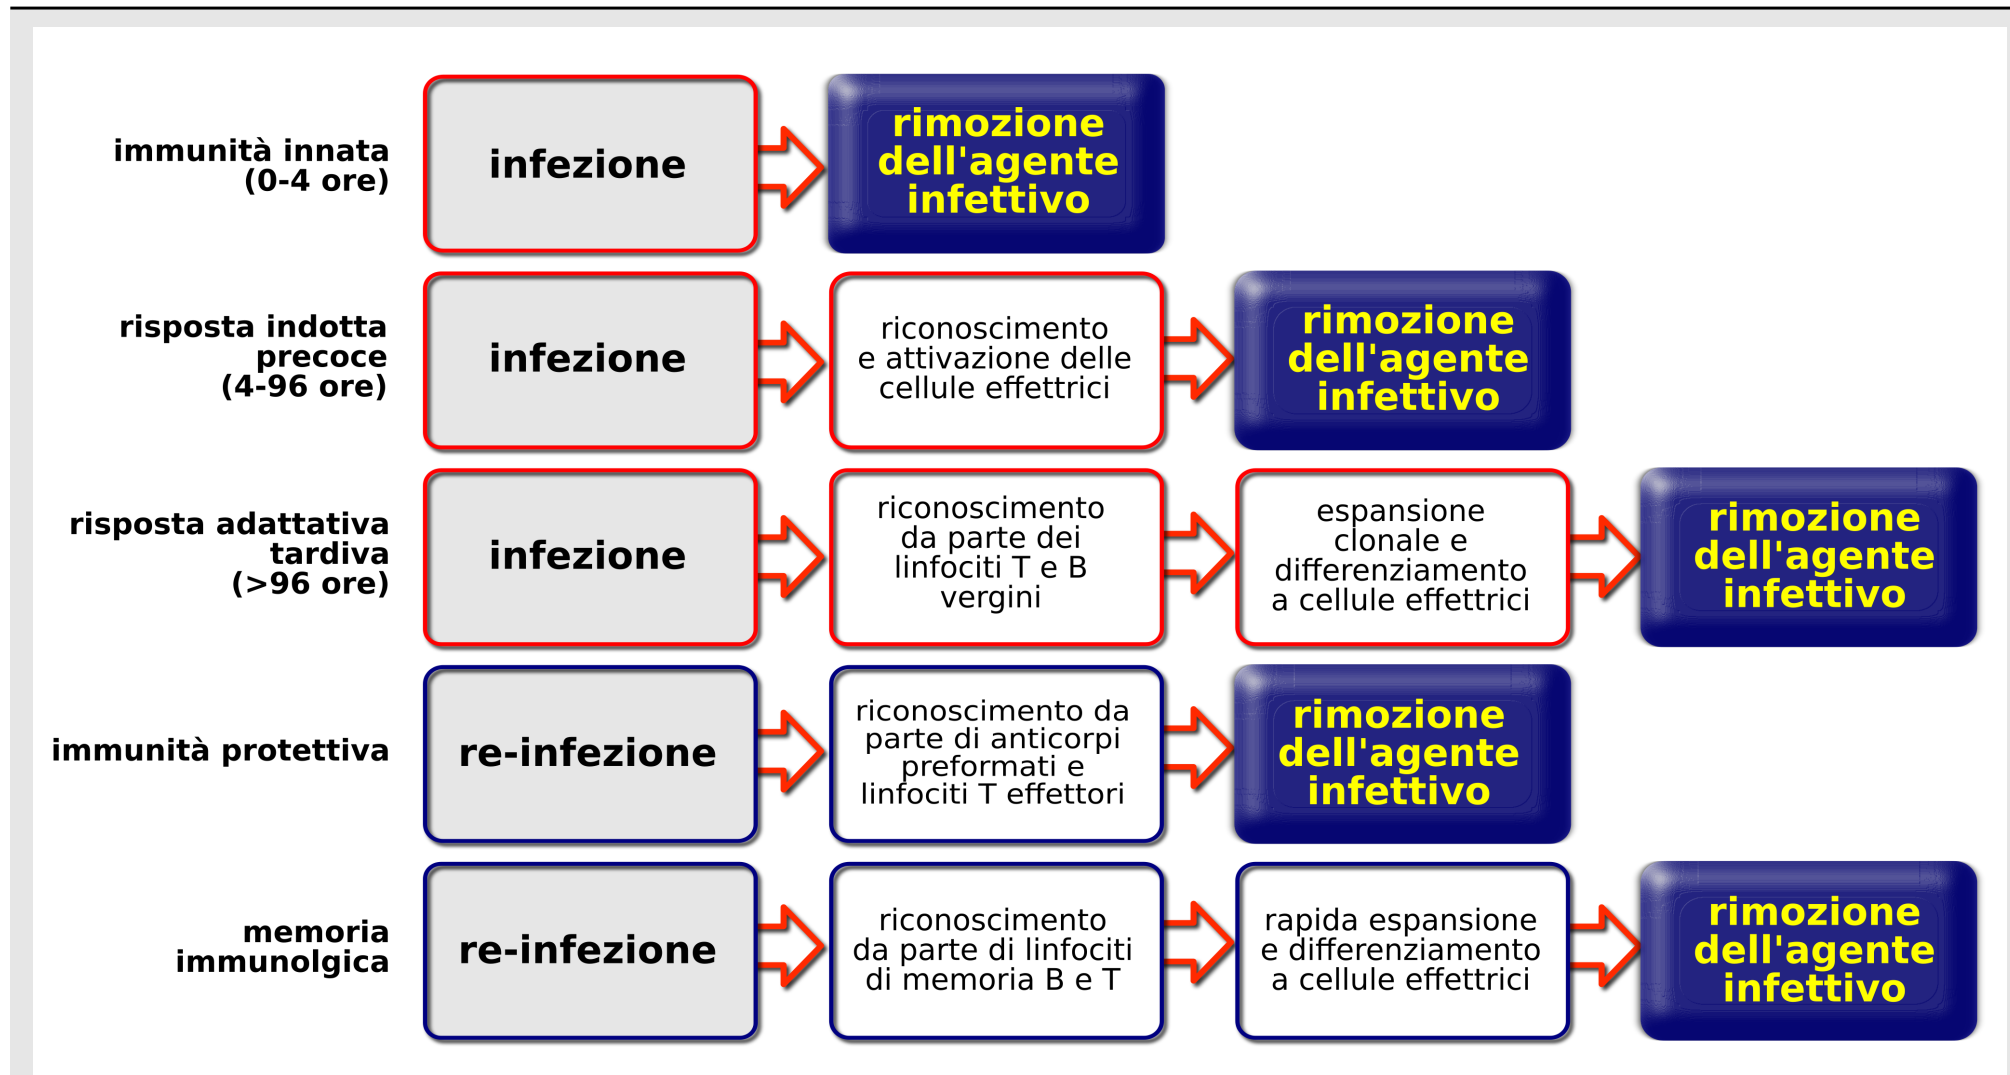 immunità innata
(0-4 ore)
infezione
rimozione
dell'agente
infettivo
risposta indotta
precoce
(4-96 ore)
infezione
riconoscimento
e attivazione delle
cellule effettrici
rimozione
dell'agente
infettivo
risposta adattativa
tardiva
(>96 ore)
infezione
riconoscimento
da parte dei
linfociti T e B
vergini
espansione
clonale e
differenziamento
a cellule effettrici
rimozione
dell'agente
infettivo
immunità protettiva
re-infezione
riconoscimento da
parte di anticorpi
preformati e
linfociti T effettori
rimozione
dell'agente
infettivo
memoria
immunolgica
re-infezione
riconoscimento
da parte di linfociti
di memoria B e T
rapida espansione
e differenziamento
a cellule effettrici
rimozione
dell'agente
infettivo